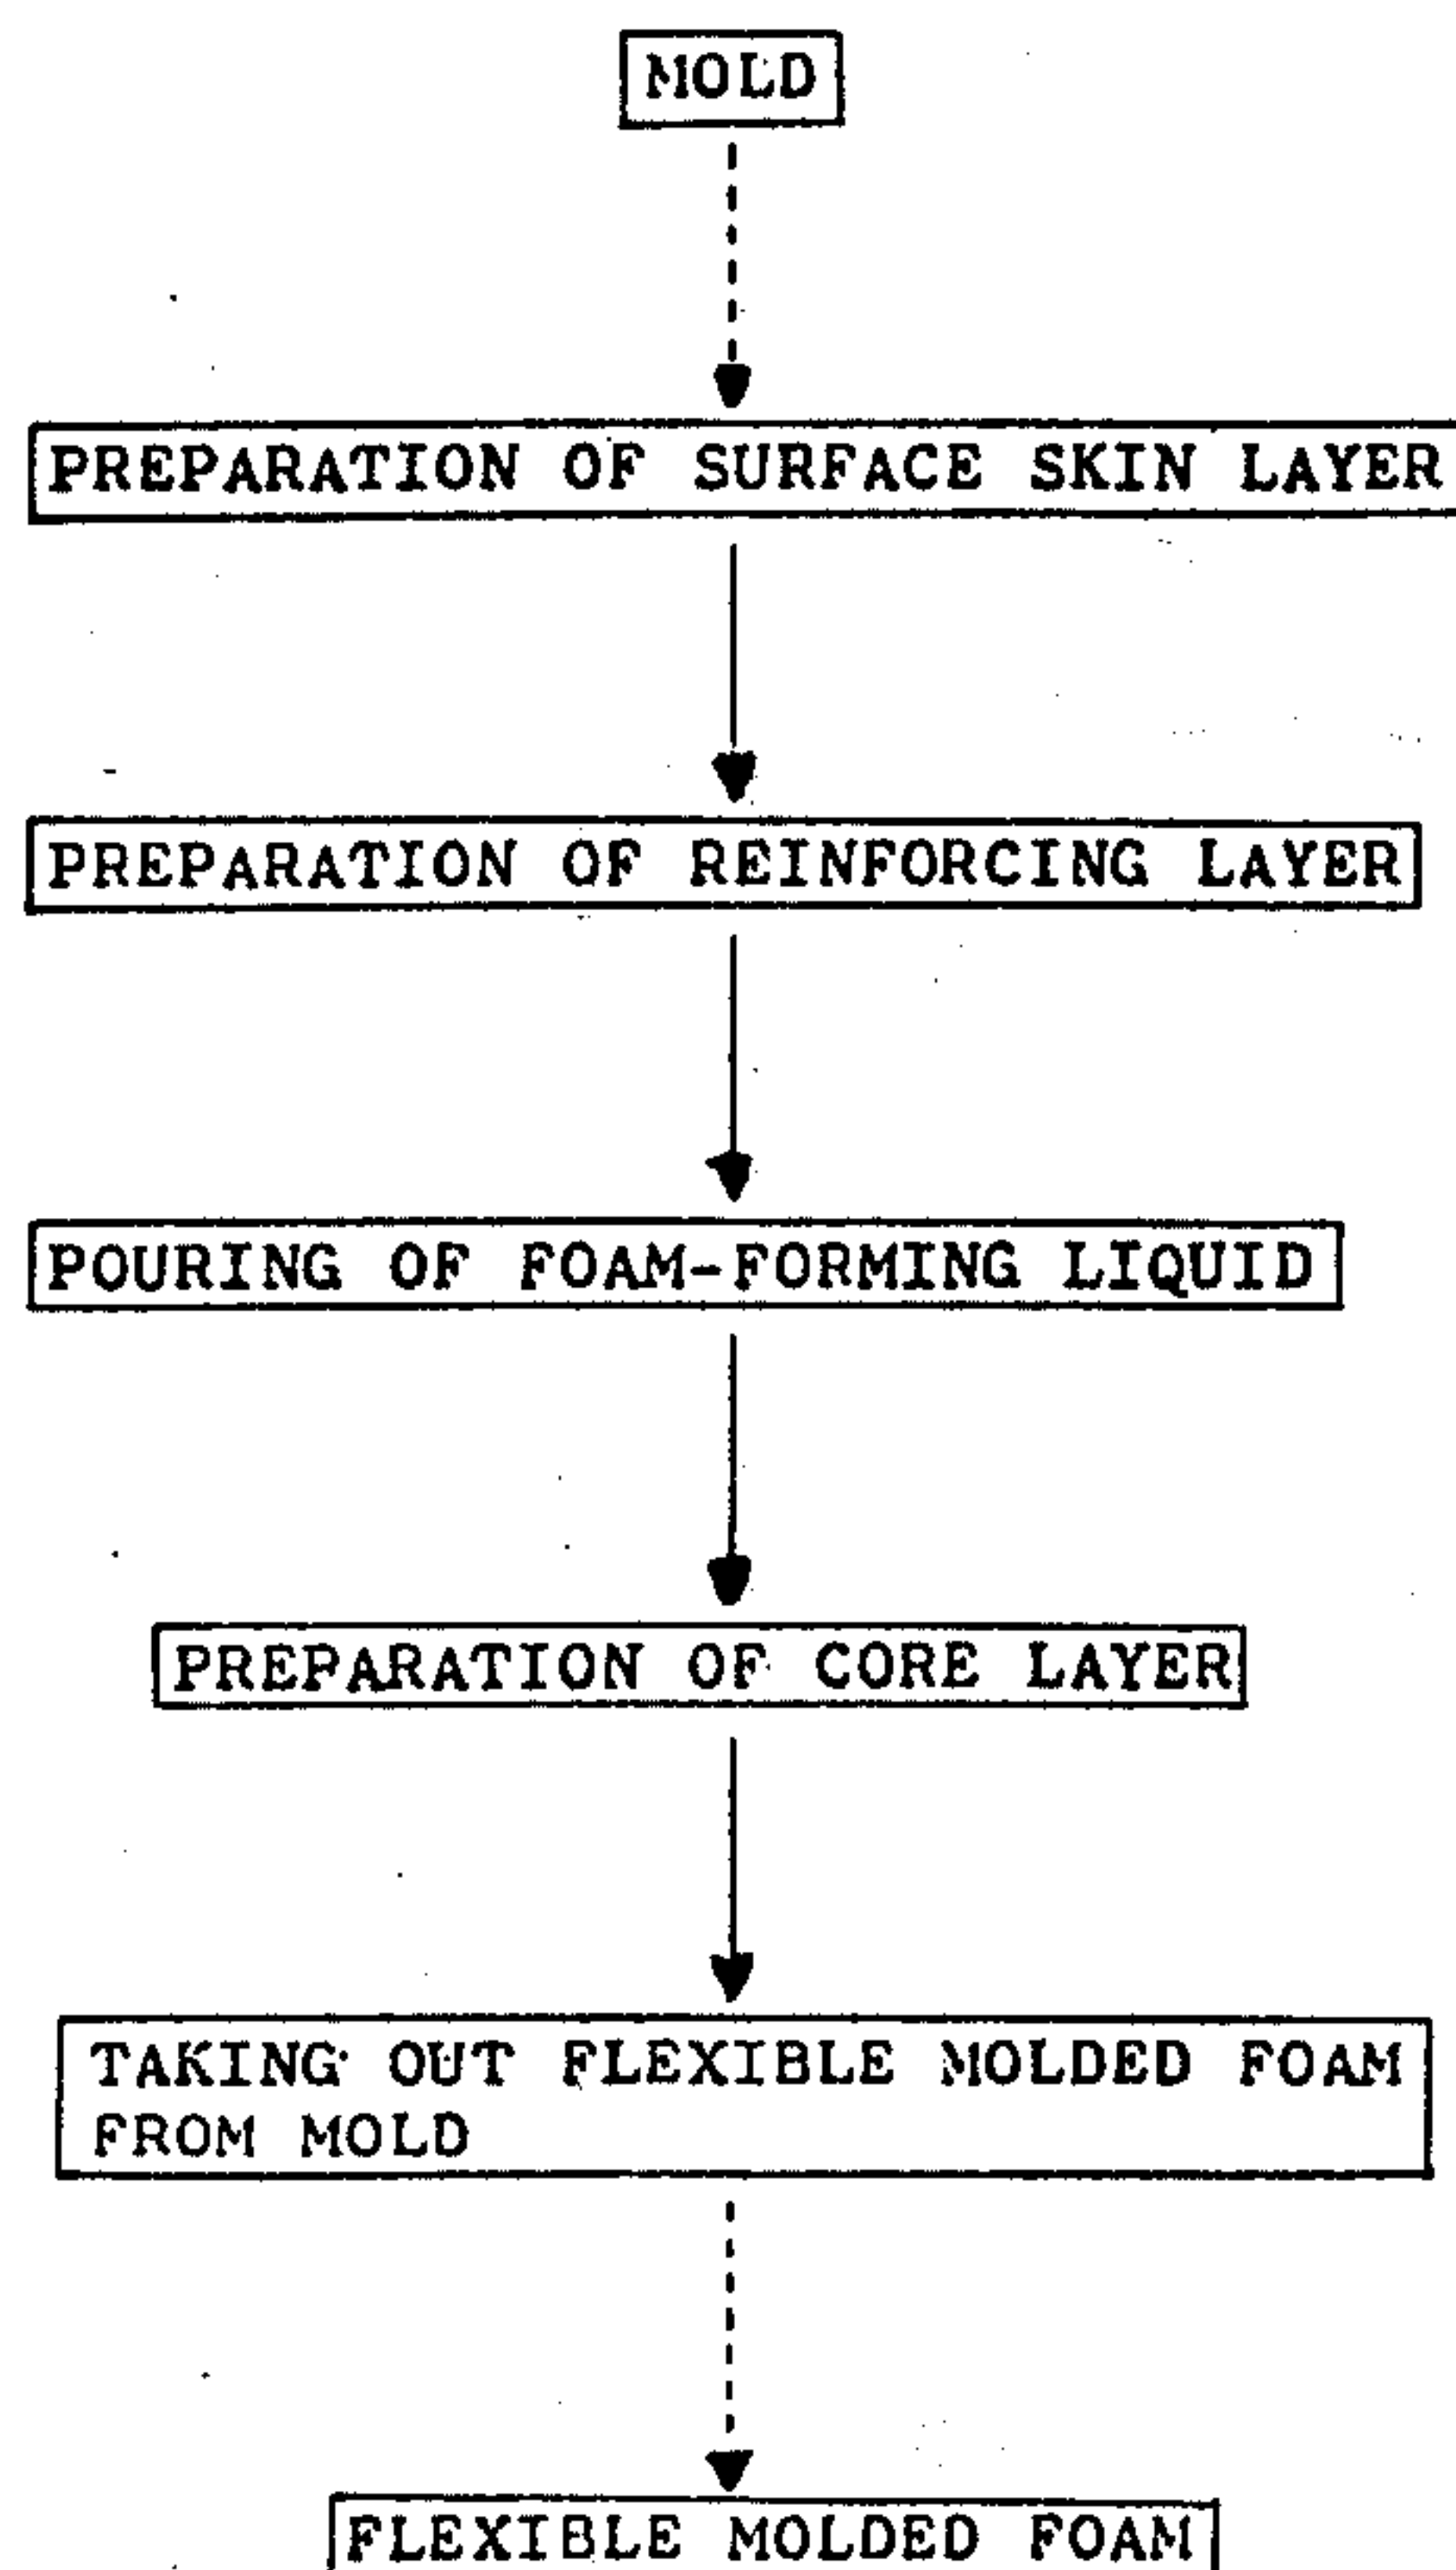 MOLD
PREPARATION OF SURFACE SKIN LAYER
PREPARATION OF REINFORCING LAYER
POURING OF FOAM-FORMING LIQUID
PREPARATION OF CORE LAYER
TAKING OUT FLEXIBLE MOLDED FOAM
FROM MOLD
FLEXIBLE MOLDED FOAM